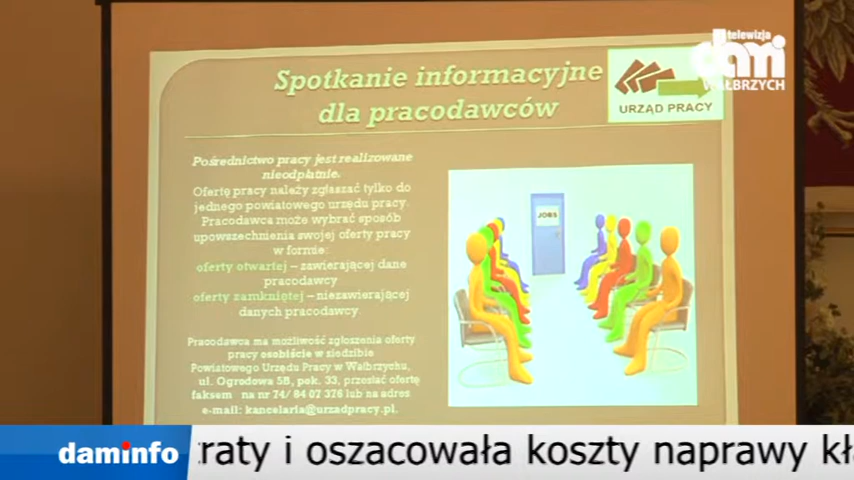 telewizja
dami
WAŁBRZYCH
Spotkanie informacyjne
dla pracodawców
URZĄD PRACY
Pośrednictwo pracy jest realizowane
nieodpłatnie.
Ofertę pracy należy zgłaszać tylko do
jednego powiatowego urzędu pracy.
Pracodawca może wybrać sposób
upowszechnienia swojej oferty pracy
w formie:
oferty otwartej – zawierającej dane
pracodawcy
oferty zamkniętej – niezawierającej
danych pracodawcy
Pracodawca ma możliwość zgłoszenia oferty
pracy osobiście w siedzibie
Powiatowego Urzędu Pracy w Wałbrzychu,
ul. Ogrodowa 5B, pok. 33, przesłać ofertę
faksem na nr 74/ 84 07 376 lub na adres
e-mail: kancelaria@urzadpracy.pl.
JOBS
daminfo
raty i oszacowała koszty naprawy kła